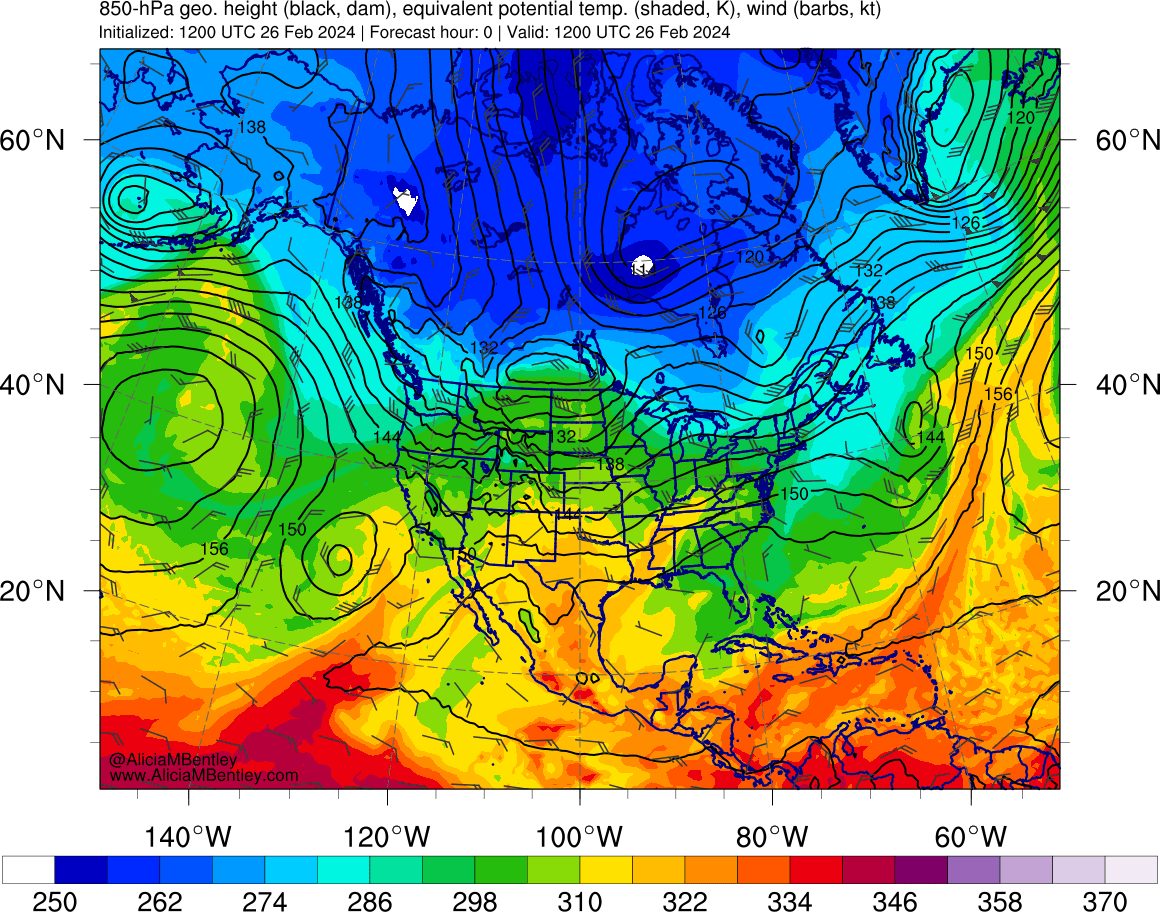 850-hPa geo. height (black, dam), equivalent potential temp. (shaded, K), wind (barbs, kt)
Initialized: 1200 UTC 26 Feb 2024 | Forecast hour: 0 | Valid: 1200 UTC 26 Feb 2024
120
138
60°N 60°N
126
120
114
132
138 138
126
132
150
40°N 40°N
156
144 132 144
138
150
144
150
156 150
20°N 20°N
@AliciaMBentley
www.AliciaMBentley.com
140°W 120°W 100°W 80°W 60°W
250 262 274 286 298 310 322 334 346 358 370